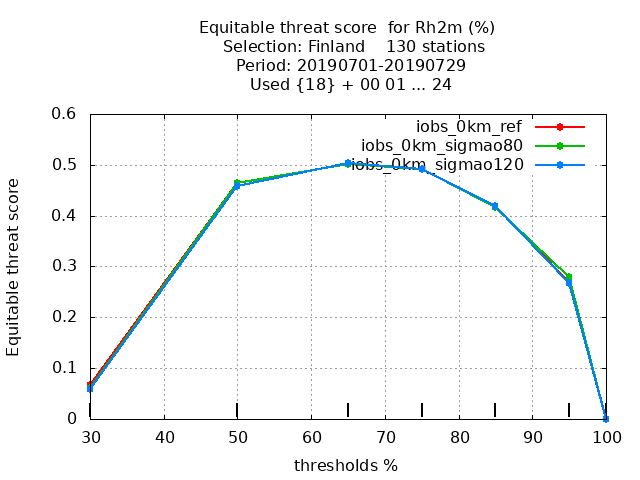 Equitable threat score  for Rh2m (%)
Selection: Finland    130 stations
Period: 20190701-20190729
Used {18} + 00 01 ... 24
iobs_0km_ref
iobs_0km_sigmao80
iobs_0km_sigmao120
Equitable threat score
0.6
0.5
0.4
0.3
0.2
0.1
0
30 40 50 60 70 80 90 100
thresholds %